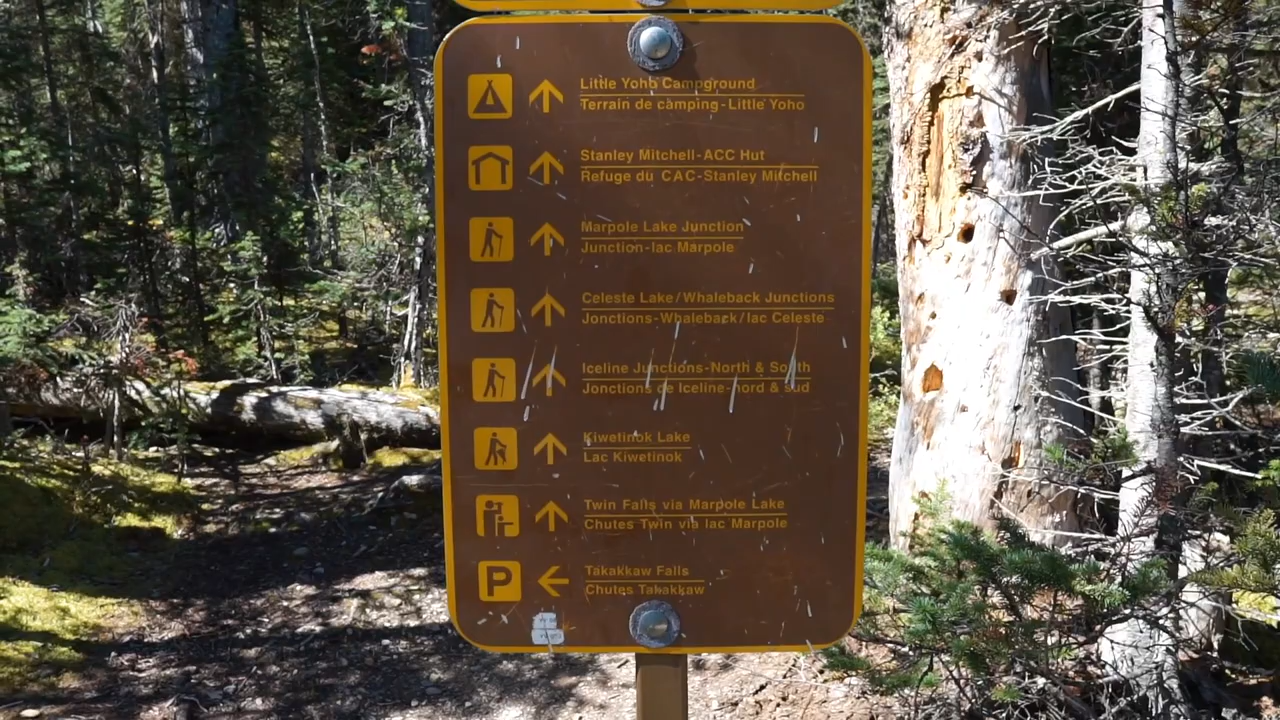 Little Yoho Campground
Terrain de camping-Little Yoho
Stanley Mitchell-ACC Hut
Refuge du CAC-Stanley Mitchell
Marpole Lake Junction
Junction-lac Marpole
Celeste Lake/Whaleback Junctions
Jonctions-Whaleback/lac Celeste
Iceline Junctions-North & South
Jonctions de Iceline-nord & sud
Kiwetinok Lake
Lac Kiwetinok
Twin Falls via Marpole Lake
Chutes Twin via lac Marpole
P
Takakkaw Falls
Chutes Takakkaw